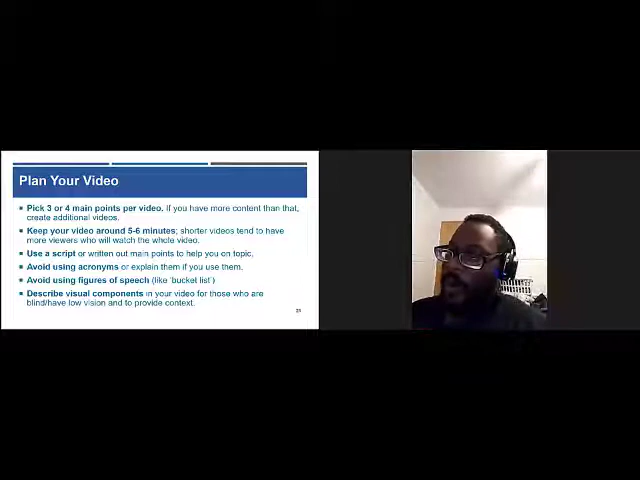 Plan Your Video
Pick 3 or 4 main points per video. If you have more content than that,
create additional videos.
Keep your video around 5-6 minutes; shorter videos tend to have
more viewers who will watch the whole video.
Use a script or written out main points to help you on topic.
Avoid using acronyms or explain them if you use them.
Avoid using figures of speech (like 'bucket list')
Describe visual components in your video for those who are
blind/have low vision and to provide context.